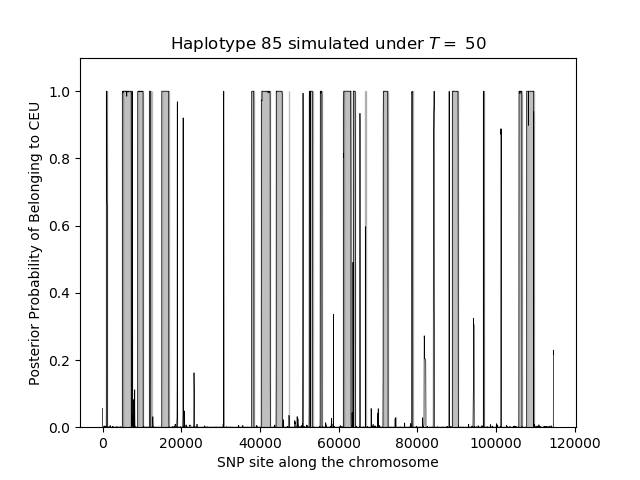 Haplotype 85 simulated under T = 50
Posterior Probability of Belonging to CEU
1.0
0.8
0.6
0.4
0.2
0.0
0 20000 40000 60000 80000 100000 120000
SNP site along the chromosome